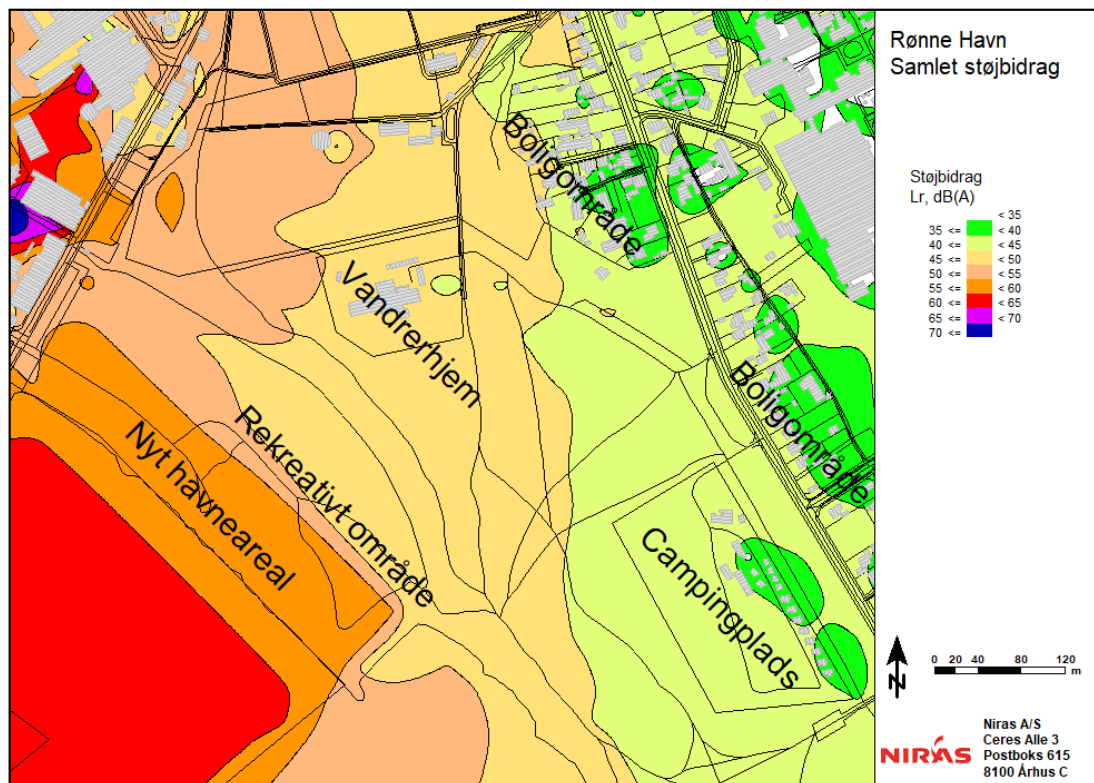 Rønne Havn
Samlet støjbidrag
Støjbidrag
Lr, dB(A)
< 35
35 <= < 40
40 <= < 45
45 <= < 50
50 <= < 55
55 <= < 60
60 <= < 65
65 <= < 70
70 <=
Boligområde
Vandrerhjem
Boligområde
Rekreativt område
Nyt havneareal
Campingplads
N
0 20 40 80 120
m
NIRÁS
Niras A/S
Ceres Alle 3
Postboks 615
8100 Århus C